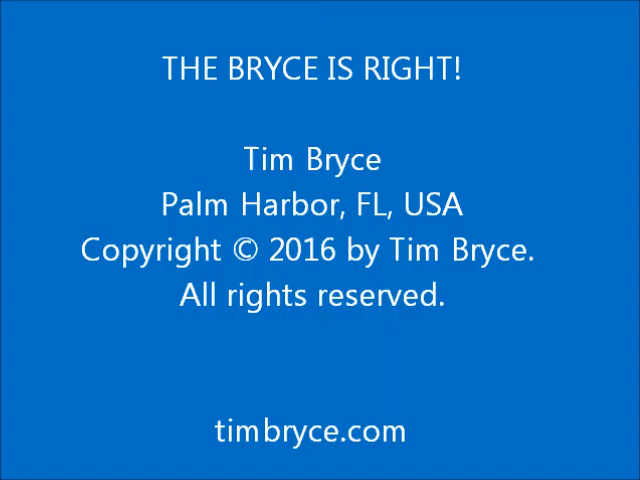 THE BRYCE IS RIGHT!
Tim Bryce
Palm Harbor, FL, USA
Copyright © 2016 by Tim Bryce.
All rights reserved.
timbryce.com